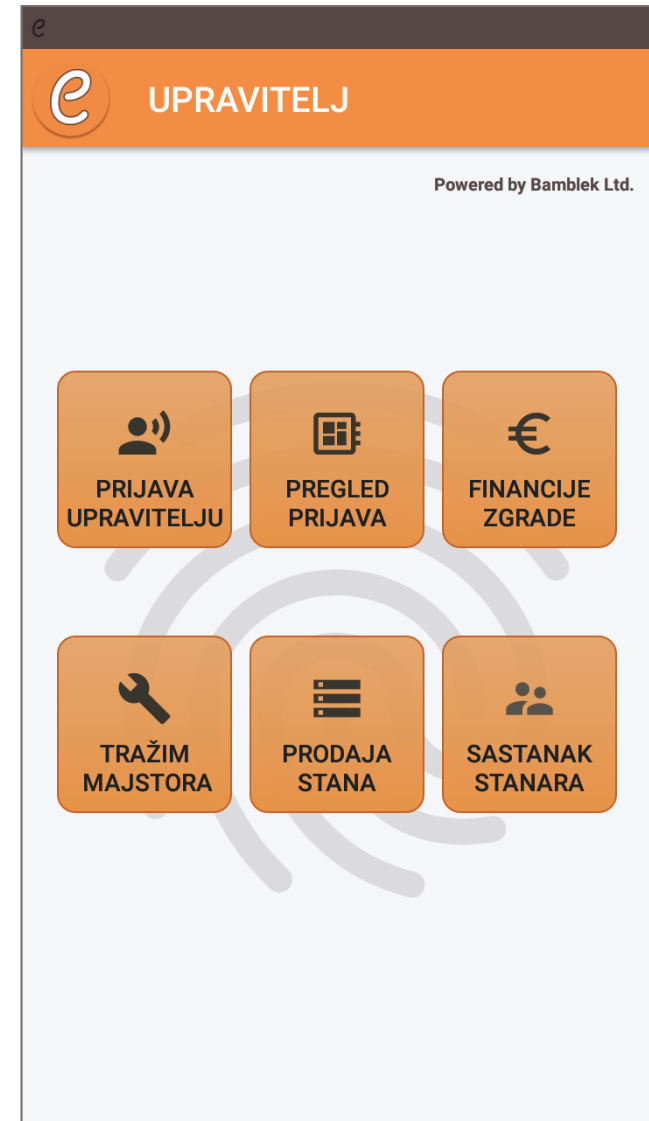 e
e
UPRAVITELJ
Powered by Bamblek Ltd.
PRIJAVA
UPRAVITELJU
PREGLED
PRIJAVA
FINANCIJE
ZGRADE
TRAŽIM
MAJSTORA
PRODAJA
STANA
SASTANAK
STANARA